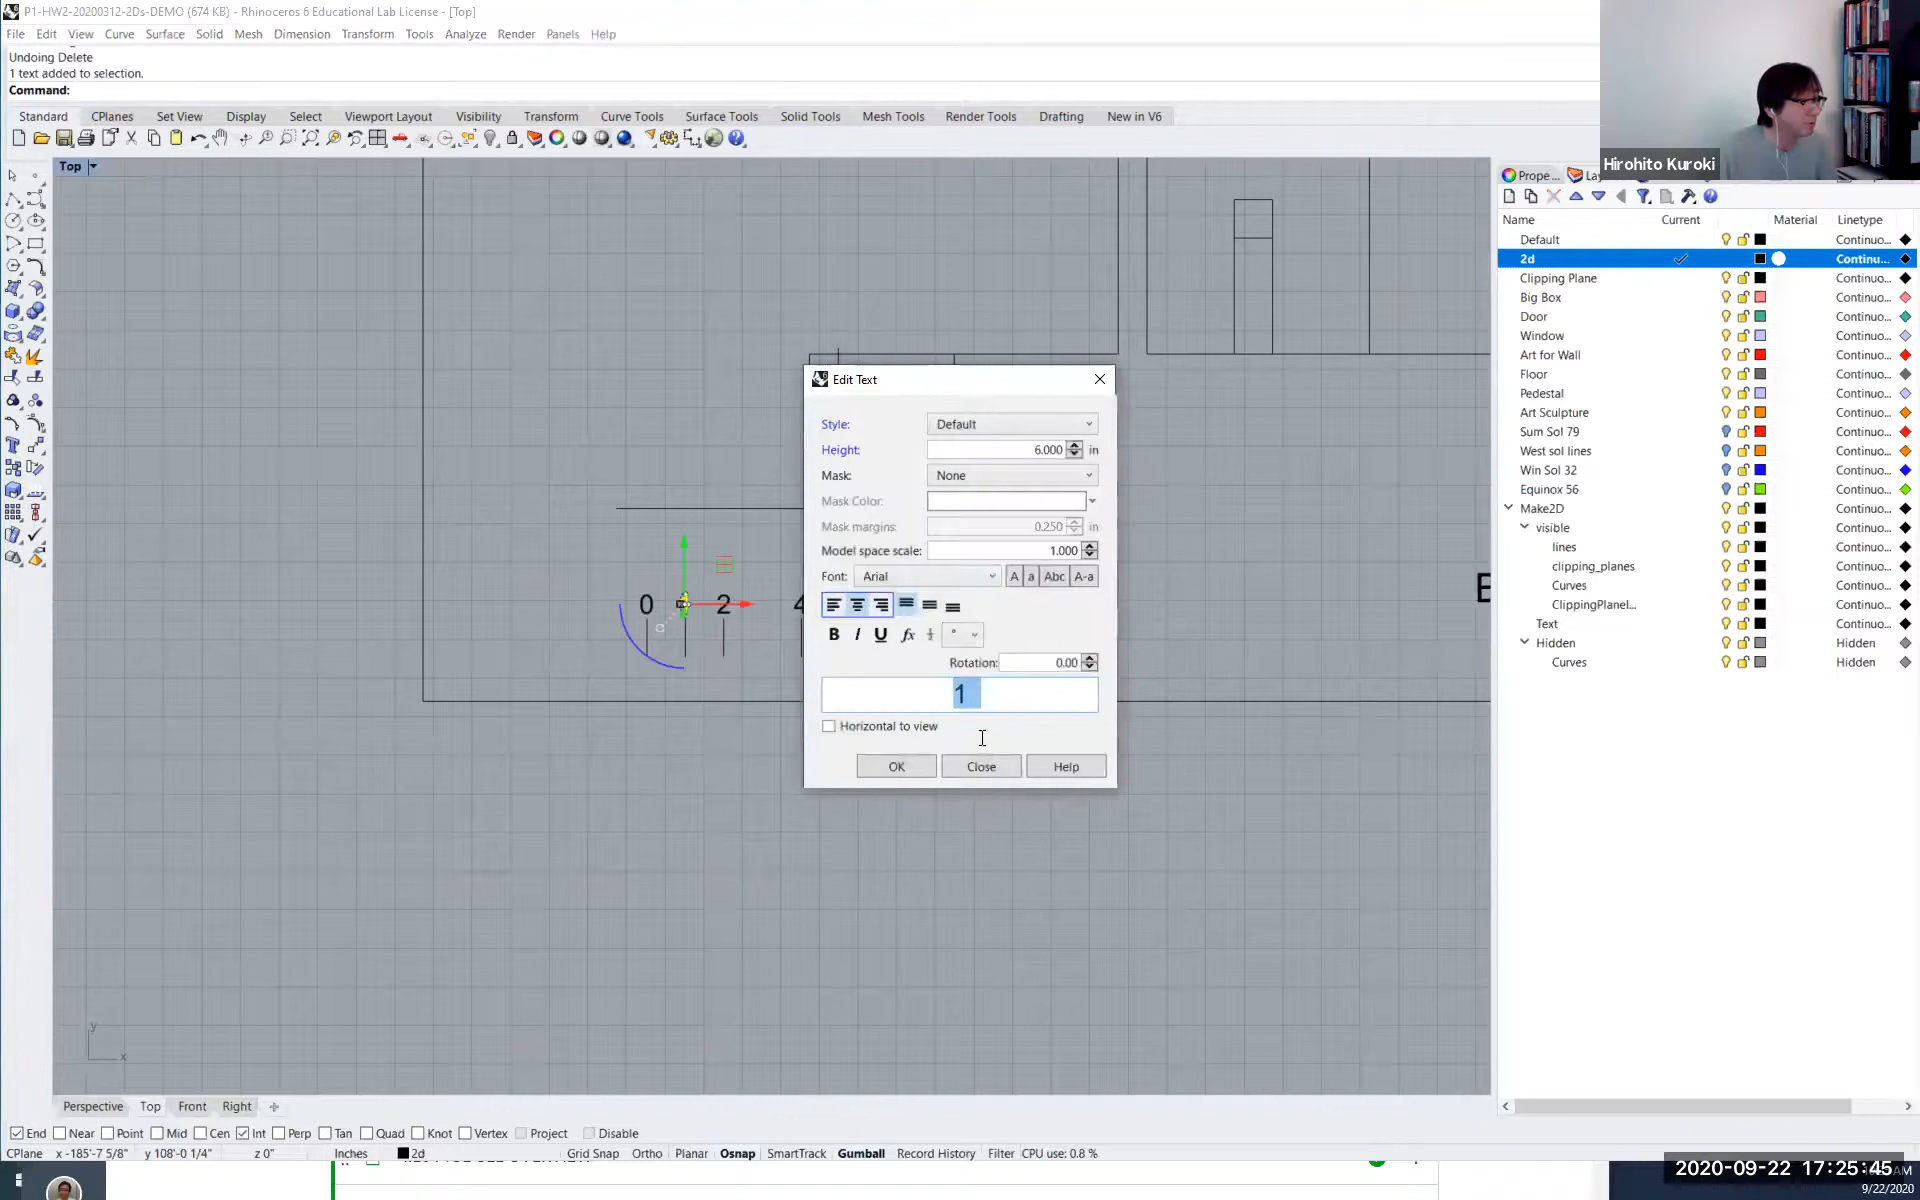 P1-HW2-20200312-2Ds-DEMO (674 KB) - Rhinoceros 6 Educational Lab License - [Top]
File Edit View Curve Surface Solid Mesh Dimension Transform Tools Analyze Render Panels Help
Undoing Delete
1 text added to selection.
Command:
Standard CPlanes Set View Display Select Viewport Layout Visibility Transform Curve Tools Surface Tools Solid Tools Mesh Tools Render Tools Drafting New in V6
Hirohito Kuroki
Top
Prope... Lay
Name Current Material Linetype
Default Continuo...
2d Continu...
Clipping Plane Continuo...
Big Box Continuo...
Door Continuo...
Window Continuo...
Art for Wall Continuo...
Floor Continuo...
Pedestal Continuo...
Art Sculpture Continuo...
Sum Sol 79 Continuo...
West sol lines Continuo...
Win Sol 32 Continuo...
Equinox 56 Continuo...
Make2D Continuo...
visible Continuo...
lines Continuo...
clipping_planes Continuo...
Curves Continuo...
ClippingPlanel... Continuo...
Text Continuo...
Hidden Hidden
Curves Hidden
Edit Text
Style: Default
Height: 6.000 in
Mask: None
Mask Color:
Mask margins: 0.250 in
Model space scale: 1.000
Font: Arial A a Abc A-a
B I U fx °
Rotation: 0.00
1
Horizontal to view
OK Close Help
0 2 4
y
x
Perspective Top Front Right
End Near Point Mid Cen Int Perp Tan Quad Knot Vertex Project Disable
CPlane x -185'-7 5/8" y 108'-0 1/4" z 0" Inches 2d Grid Snap Ortho Planar Osnap SmartTrack Gumball Record History Filter CPU use: 0.8 %
2020-09-22 17:25:45
9/22/2020